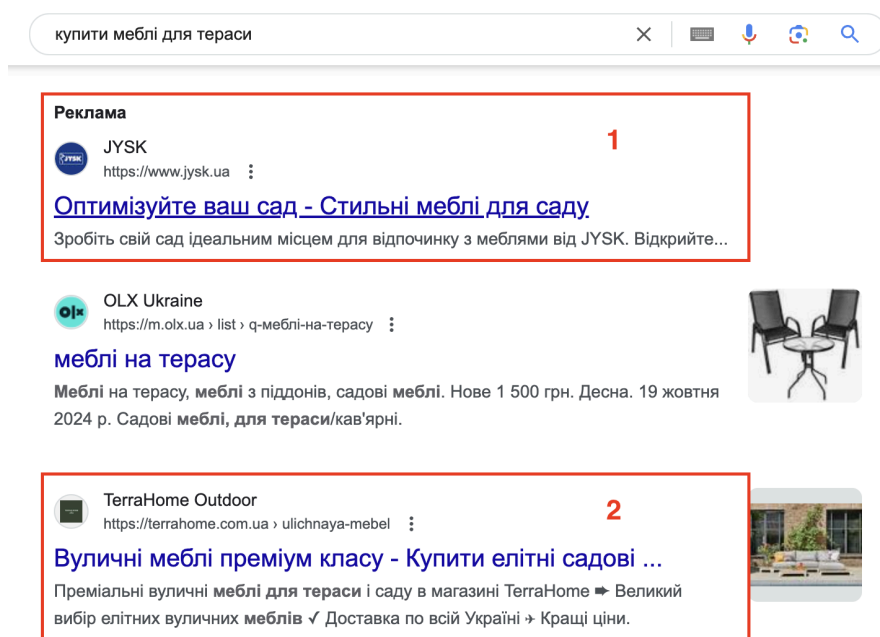 купити меблі для тераси
Реклама
1
JYSK
JYSK
https://www.jysk.ua
Оптимізуйте ваш сад - Стильні меблі для саду
Зробіть свій сад ідеальним місцем для відпочинку з меблями від JYSK. Відкрийте...
OLX Ukraine
olx
https://m.olx.ua › list › q-меблі-на-терасу
меблі на терасу
Меблі на терасу, меблі з піддонів, садові меблі. Нове 1 500 грн. Десна. 19 жовтня
2024 р. Садові меблі, для тераси/кав'ярні.
TerraHome Outdoor
2
https://terrahome.com.ua › ulichnaya-mebel
Вуличні меблі преміум класу - Купити елітні садові ...
Преміальні вуличні меблі для тераси і саду в магазині TerraHome ➨ Великий
вибір елітних вуличних меблів ✓ Доставка по всій Україні ✈ Кращі ціни.